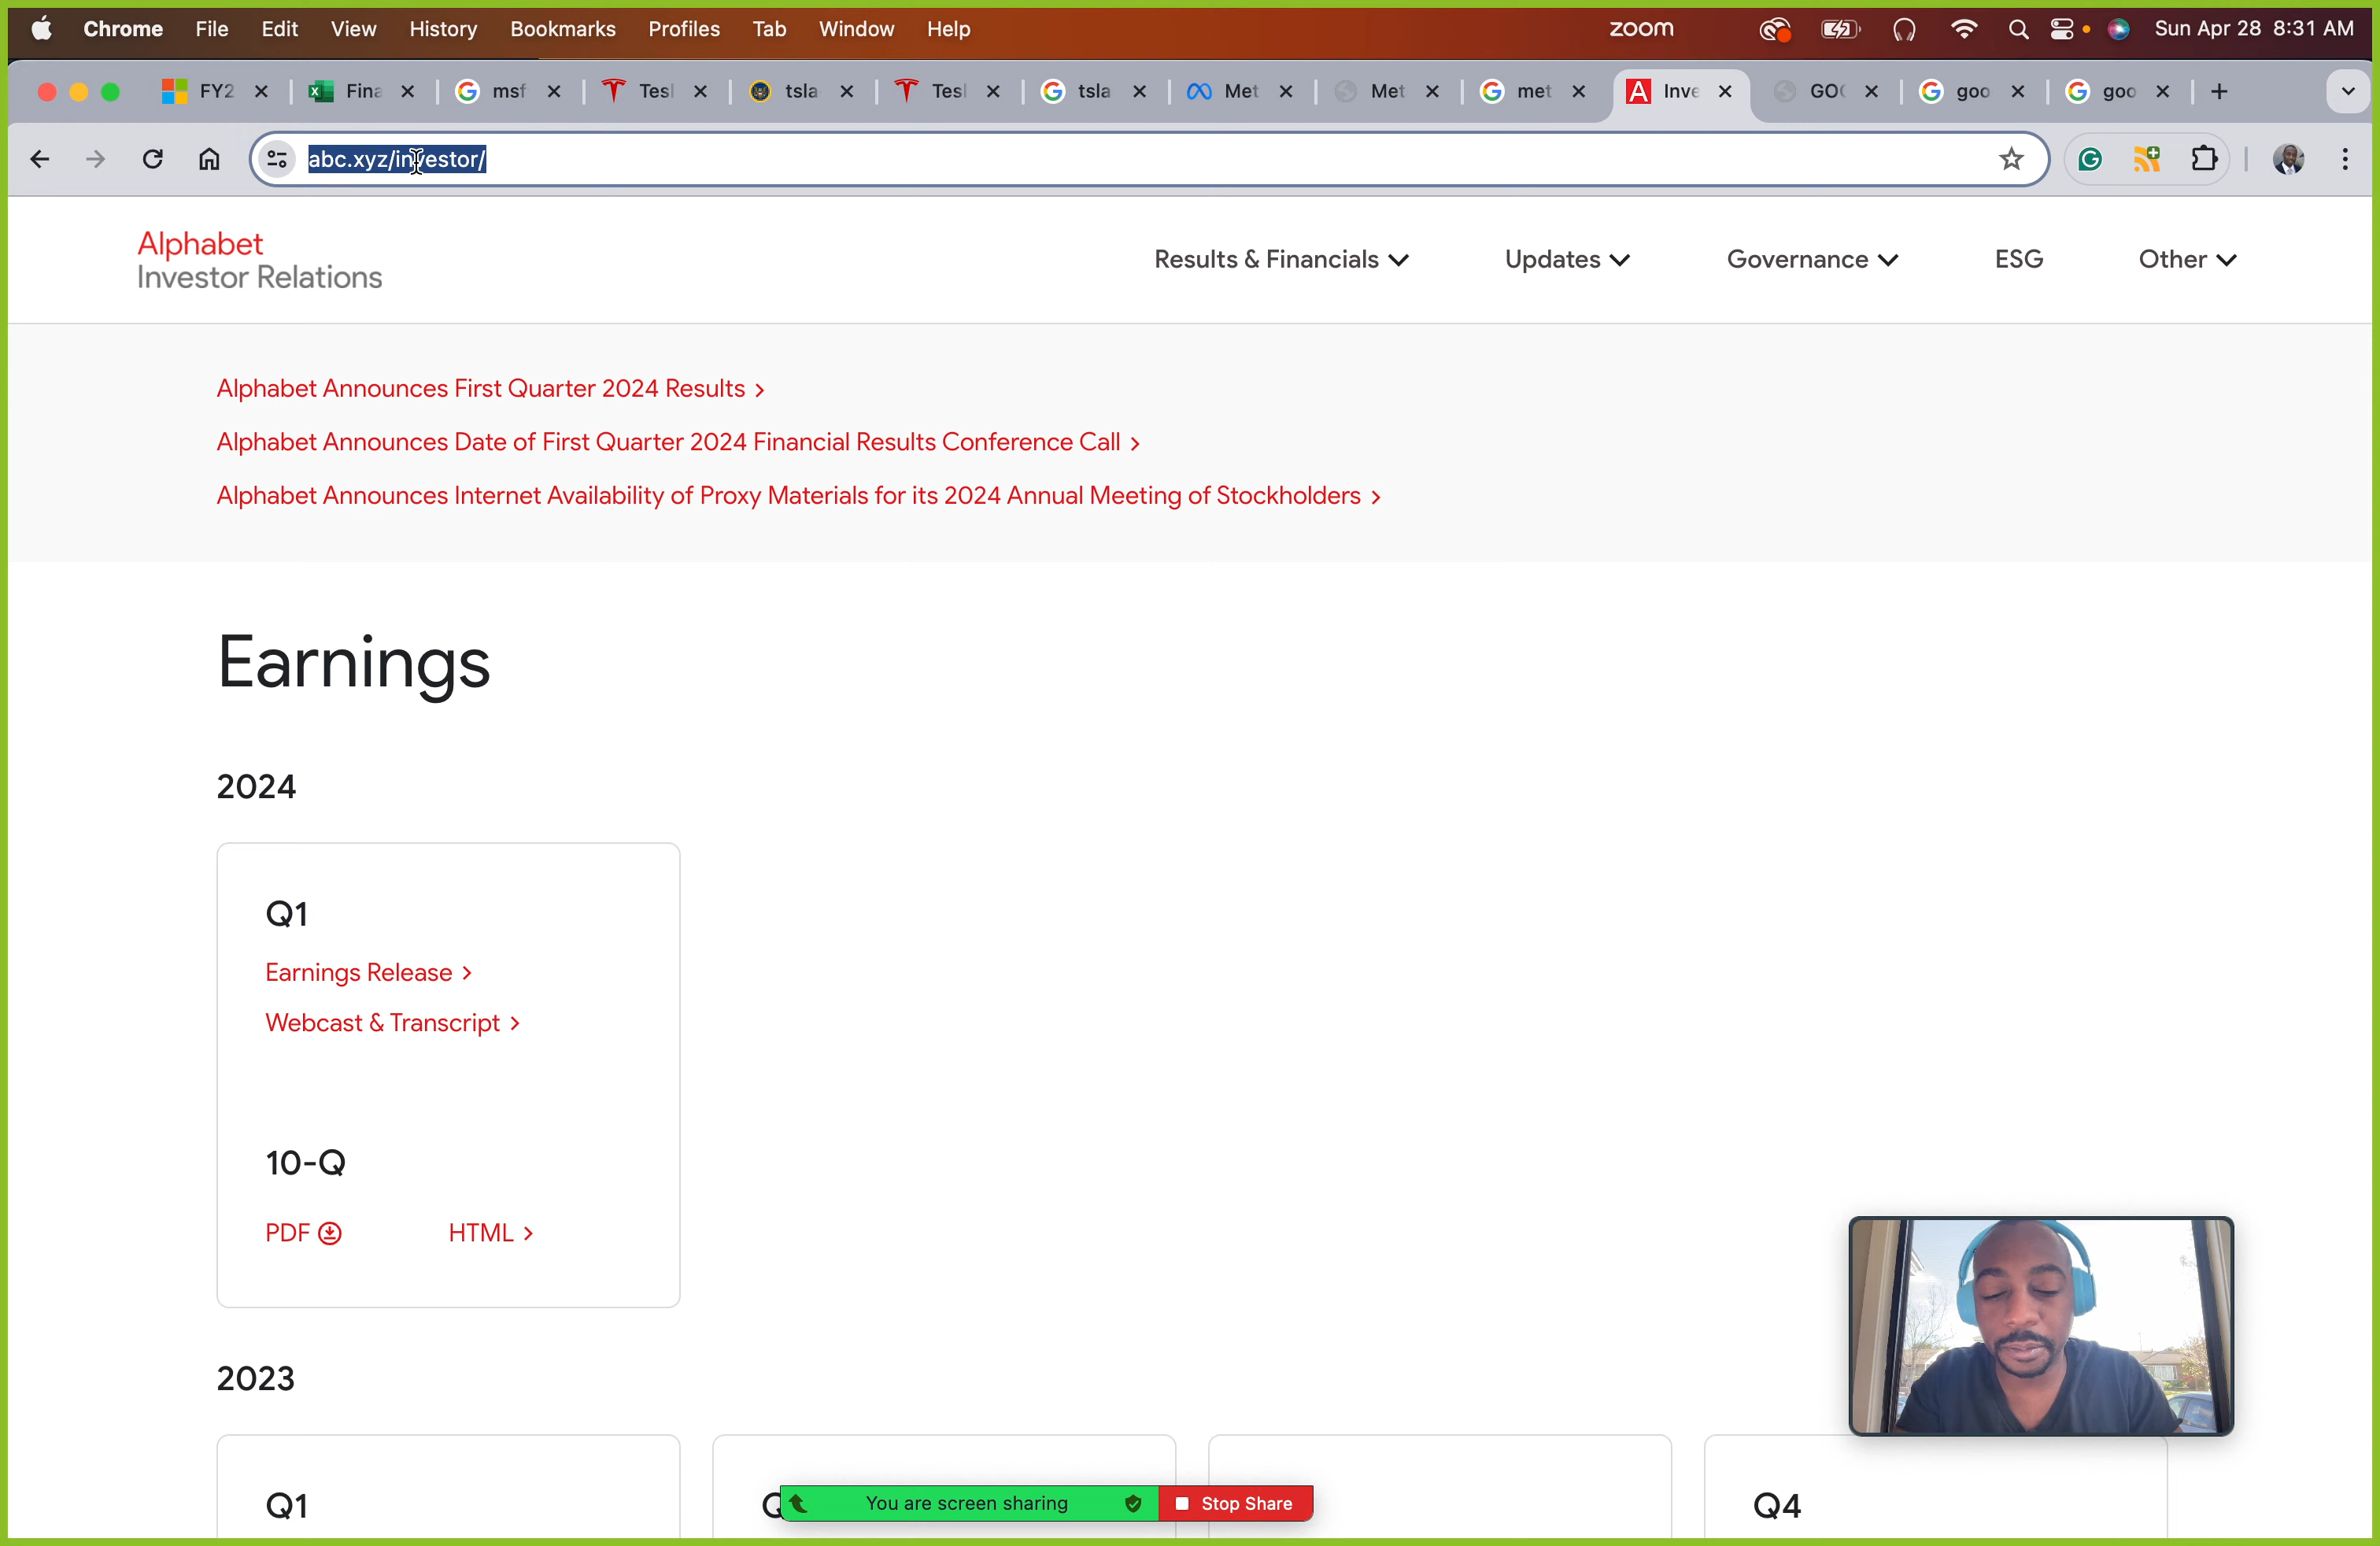 Chrome File Edit View History Bookmarks Profiles Tab Window Help zoom Sun Apr 28 8:31 AM
FY2 Fina msf Tesl tsla Tesl tsla Met Met met Inve GOO goo goo
abc.xyz/investor/
Alphabet
Investor Relations
Results & Financials Updates Governance ESG Other
Alphabet Announces First Quarter 2024 Results
Alphabet Announces Date of First Quarter 2024 Financial Results Conference Call
Alphabet Announces Internet Availability of Proxy Materials for its 2024 Annual Meeting of Stockholders
Earnings
2024
Q1
Earnings Release
Webcast & Transcript
10-Q
PDF HTML
2023
Q1 Q4
You are screen sharing Stop Share